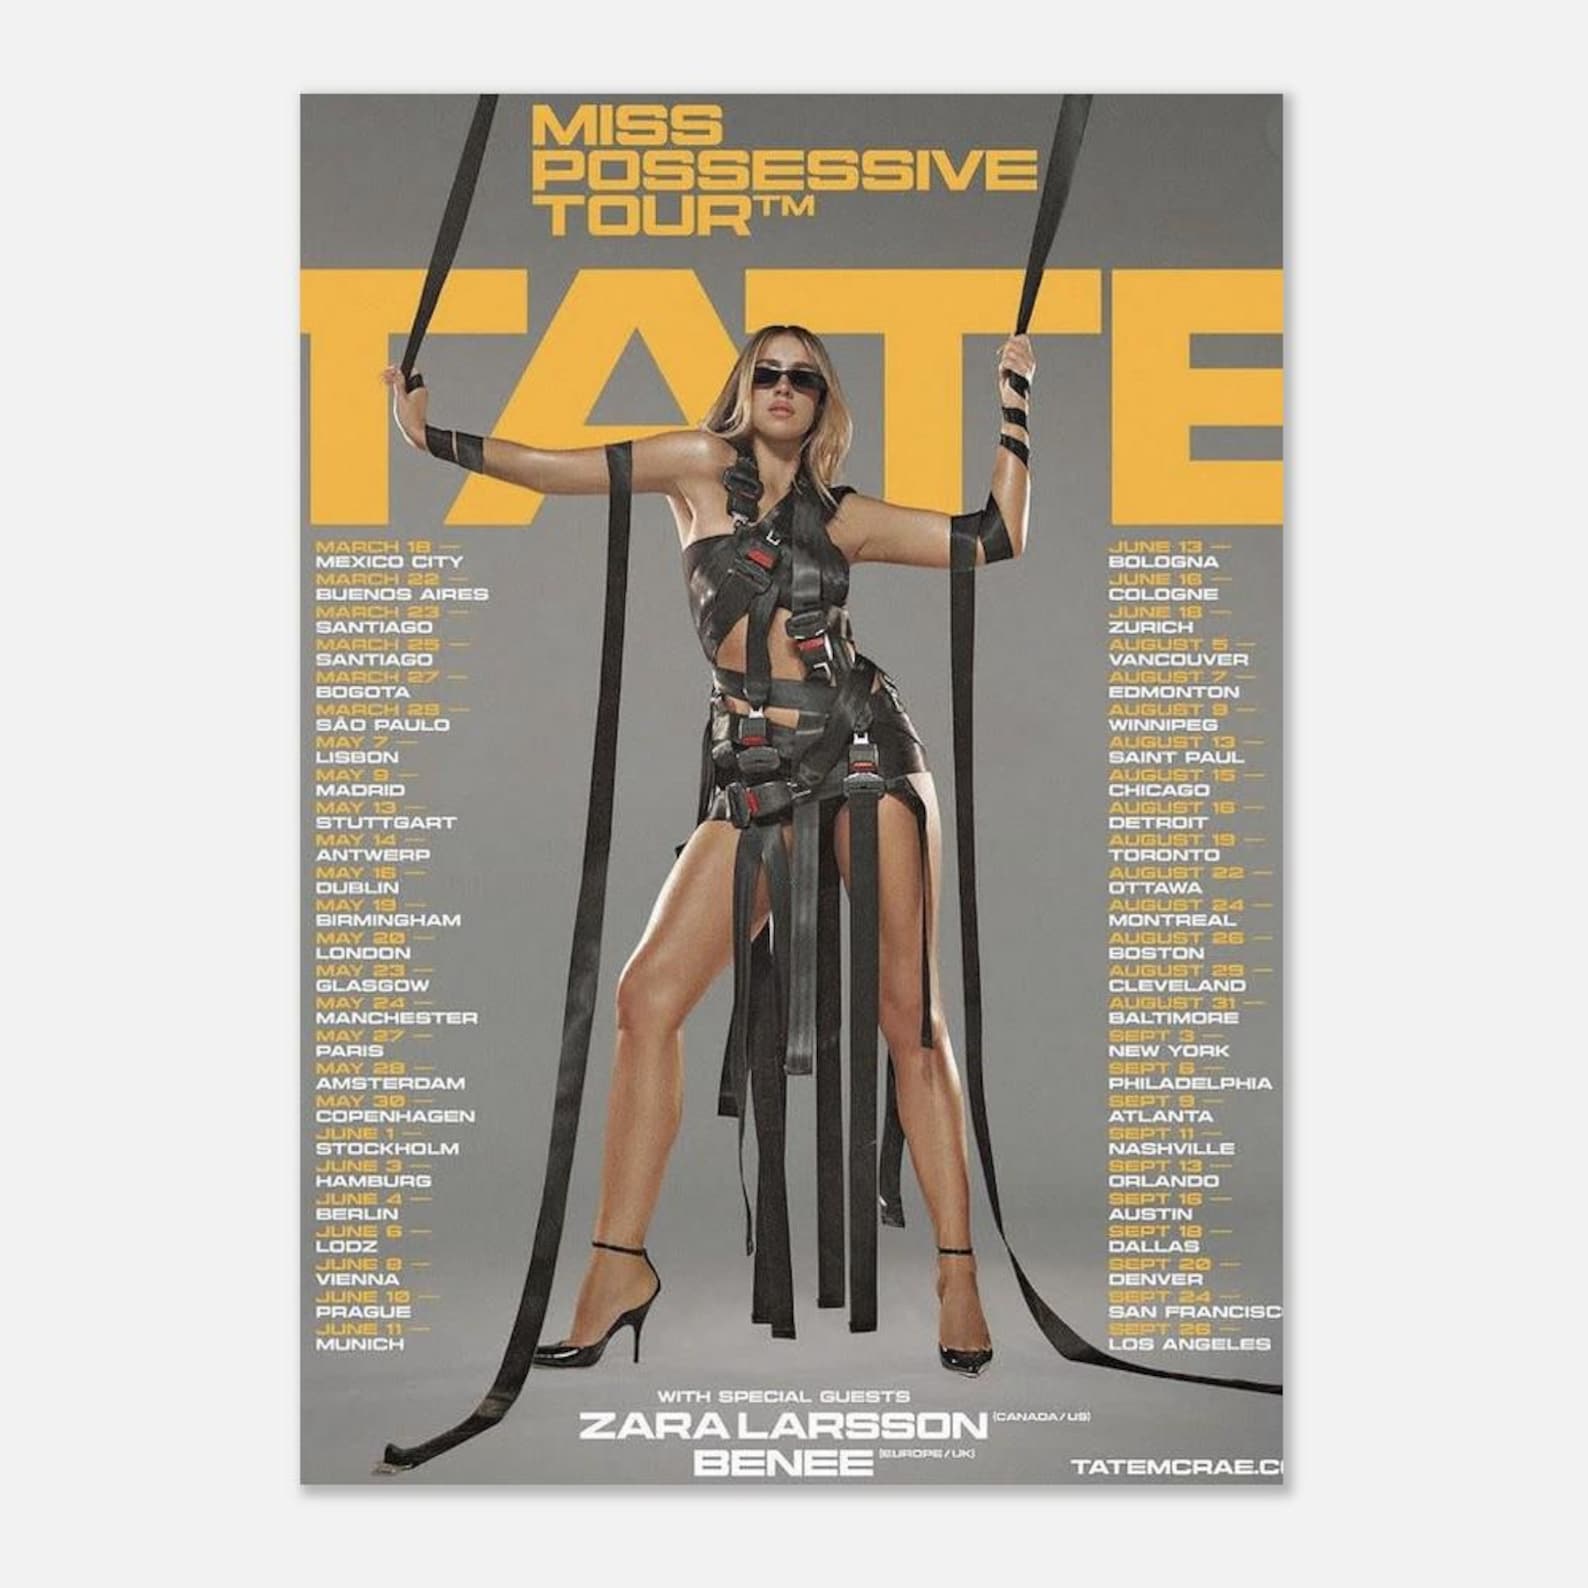 MISS
POSSESSIVE
TOUR™
TATE
MARCH 18 —
MEXICO CITY
MARCH 22 —
BUENOS AIRES
MARCH 23 —
SANTIAGO
MARCH 25 —
SANTIAGO
MARCH 27 —
BOGOTA
MARCH 28 —
SÃO PAULO
MAY 7 —
LISBON
MAY 9 —
MADRID
MAY 13 —
STUTTGART
MAY 14 —
ANTWERP
MAY 16 —
DUBLIN
MAY 19 —
BIRMINGHAM
MAY 20 —
LONDON
MAY 23 —
GLASGOW
MAY 24 —
MANCHESTER
MAY 27 —
PARIS
MAY 28 —
AMSTERDAM
MAY 30 —
COPENHAGEN
JUNE 1 —
STOCKHOLM
JUNE 3 —
HAMBURG
JUNE 4 —
BERLIN
JUNE 6 —
LODZ
JUNE 8 —
VIENNA
JUNE 10 —
PRAGUE
JUNE 11 —
MUNICH
JUNE 13 —
BOLOGNA
JUNE 16 —
COLOGNE
JUNE 18 —
ZURICH
AUGUST 5 —
VANCOUVER
AUGUST 7 —
EDMONTON
AUGUST 9 —
WINNIPEG
AUGUST 13 —
SAINT PAUL
AUGUST 15 —
CHICAGO
AUGUST 16 —
DETROIT
AUGUST 19 —
TORONTO
AUGUST 22 —
OTTAWA
AUGUST 24 —
MONTREAL
AUGUST 26 —
BOSTON
AUGUST 29 —
CLEVELAND
AUGUST 31 —
BALTIMORE
SEPT 3 —
NEW YORK
SEPT 6 —
PHILADELPHIA
SEPT 9 —
ATLANTA
SEPT 11 —
NASHVILLE
SEPT 13 —
ORLANDO
SEPT 16 —
AUSTIN
SEPT 18 —
DALLAS
SEPT 20 —
DENVER
SEPT 24 —
SAN FRANCISC
SEPT 26 —
LOS ANGELES
WITH SPECIAL GUESTS
ZARA LARSSON (CANADA/US)
BENEE (EUROPE/UK)
TATEMCRAE.C